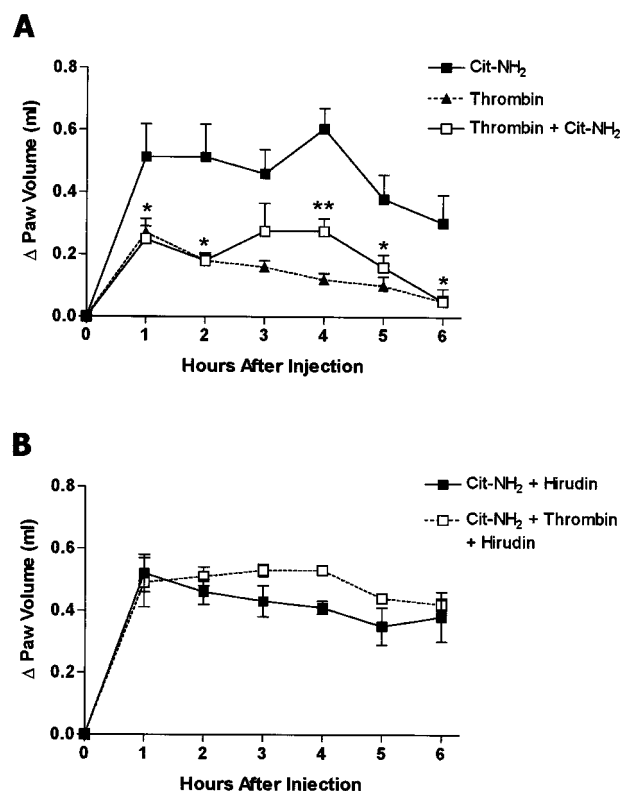 A
Cit-NH₂
Thrombin
Thrombin + Cit-NH₂
Δ Paw Volume (ml)
0.8
0.6
0.4
0.2
0.0
* * ** * *
0 1 2 3 4 5 6
Hours After Injection
B
Cit-NH₂ + Hirudin
Cit-NH₂ + Thrombin
+ Hirudin
Δ Paw Volume (ml)
0.8
0.6
0.4
0.2
0.0
0 1 2 3 4 5 6
Hours After Injection